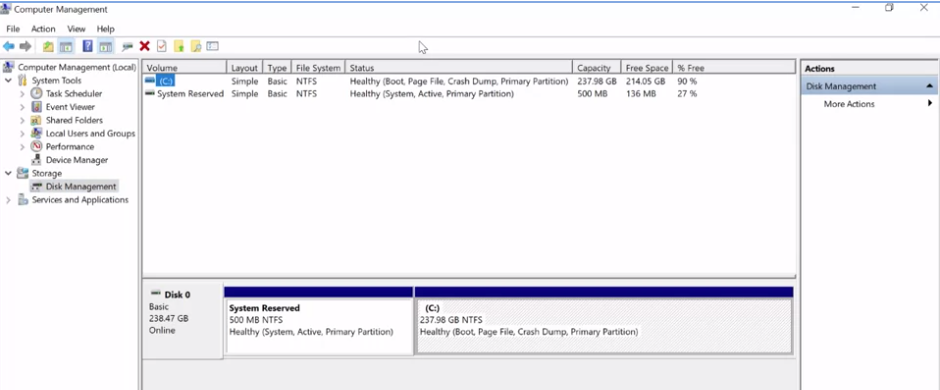 Computer Management
File Action View Help
Computer Management (Local)
System Tools
Task Scheduler
Event Viewer
Shared Folders
Local Users and Groups
Performance
Device Manager
Storage
Disk Management
Services and Applications
Volume Layout Type File System Status Capacity Free Space % Free
(C:) Simple Basic NTFS Healthy (Boot, Page File, Crash Dump, Primary Partition) 237.98 GB 214.05 GB 90 %
System Reserved Simple Basic NTFS Healthy (System, Active, Primary Partition) 500 MB 136 MB 27 %
Actions
Disk Management
More Actions
Disk 0
Basic
238.47 GB
Online
System Reserved
500 MB NTFS
Healthy (System, Active, Primary Partition)
(C:)
237.98 GB NTFS
Healthy (Boot, Page File, Crash Dump, Primary Partition)